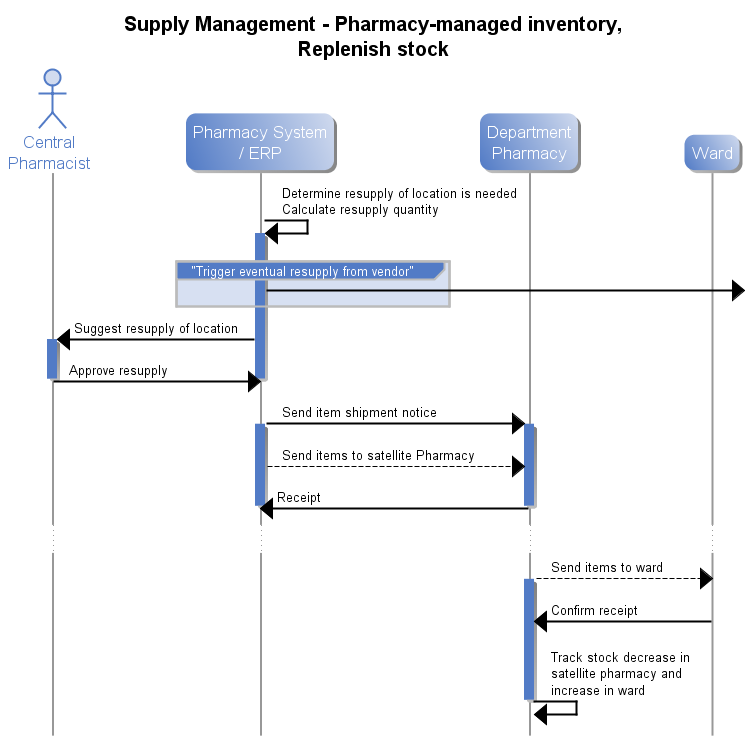 Supply Management - Pharmacy-managed inventory,
Replenish stock
Central
Pharmacist
Pharmacy System
/ ERP
Department
Pharmacy
Ward
Determine resupply of location is needed
Calculate resupply quantity
"Trigger eventual resupply from vendor"
Suggest resupply of location
Approve resupply
Send item shipment notice
Send items to satellite Pharmacy
Receipt
Send items to ward
Confirm receipt
Track stock decrease in
satellite pharmacy and
increase in ward